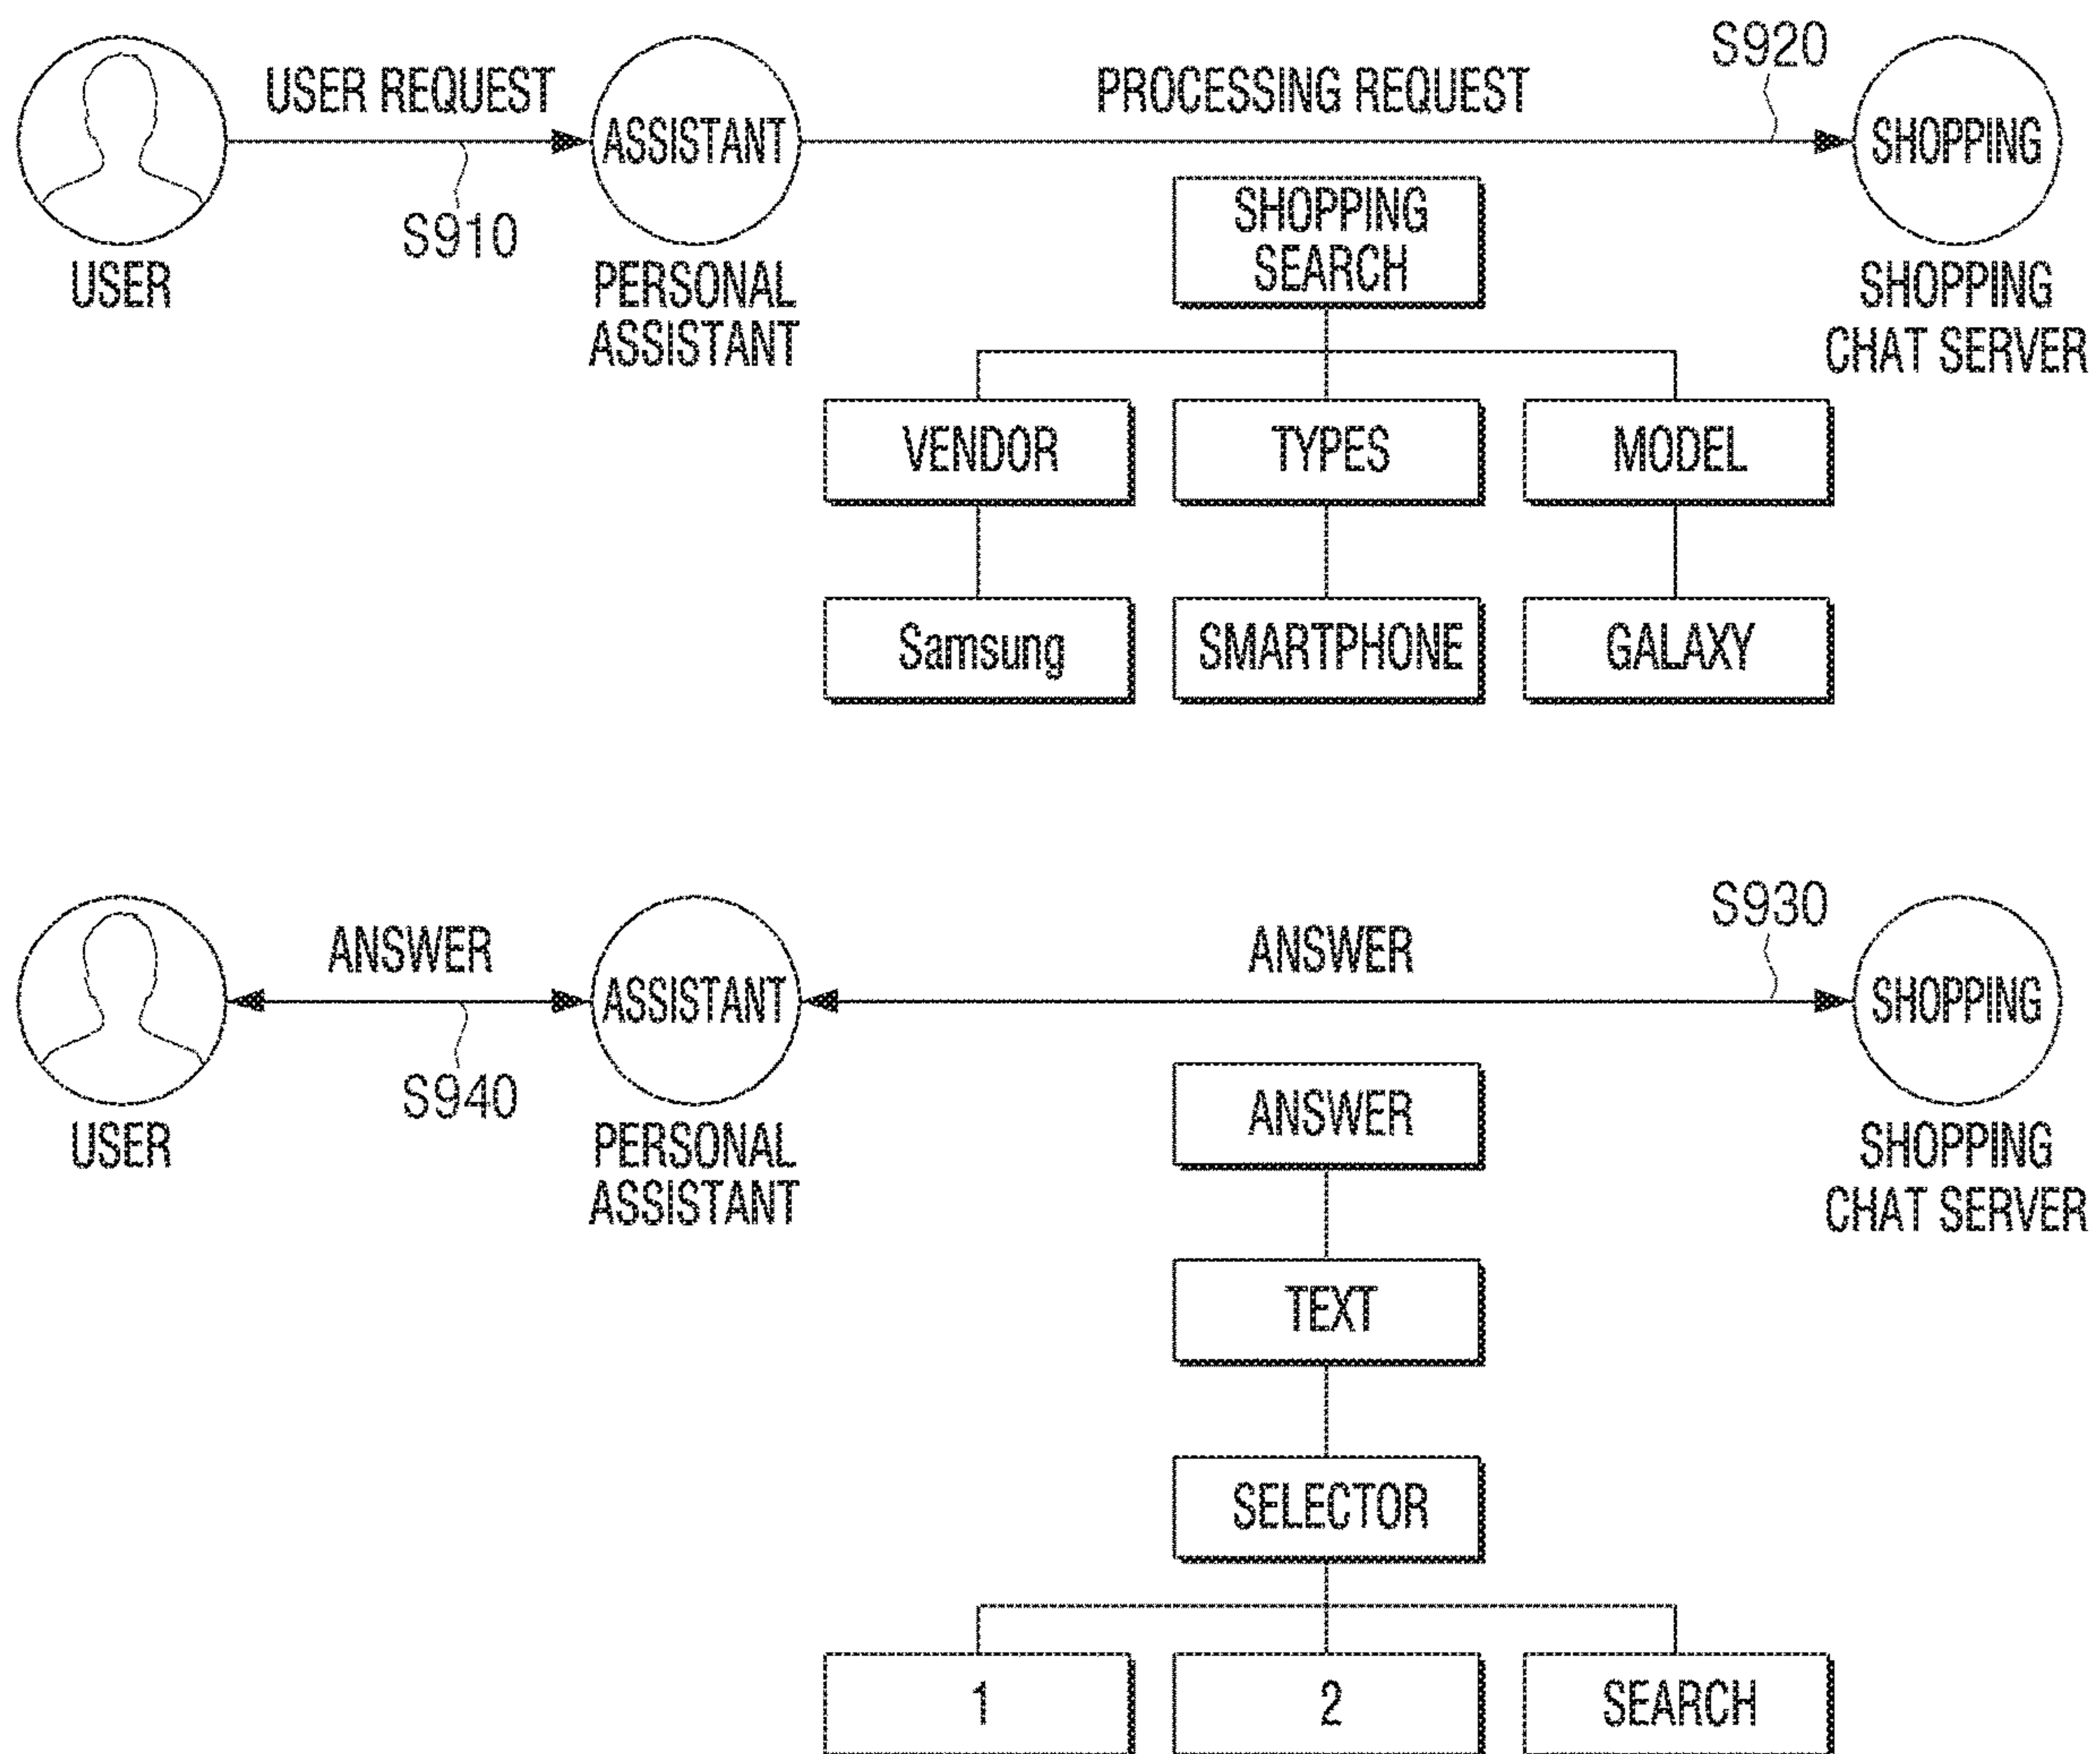 S920
USER REQUEST
PROCESSING REQUEST
ASSISTANT
SHOPPING
S910
SHOPPING
SEARCH
USER
PERSONAL
ASSISTANT
SHOPPING
CHAT SERVER
VENDOR
TYPES
MODEL
Samsung
SMARTPHONE
GALAXY
S930
ANSWER
ANSWER
ASSISTANT
SHOPPING
S940
ANSWER
USER
PERSONAL
ASSISTANT
SHOPPING
CHAT SERVER
TEXT
SELECTOR
1
2
SEARCH